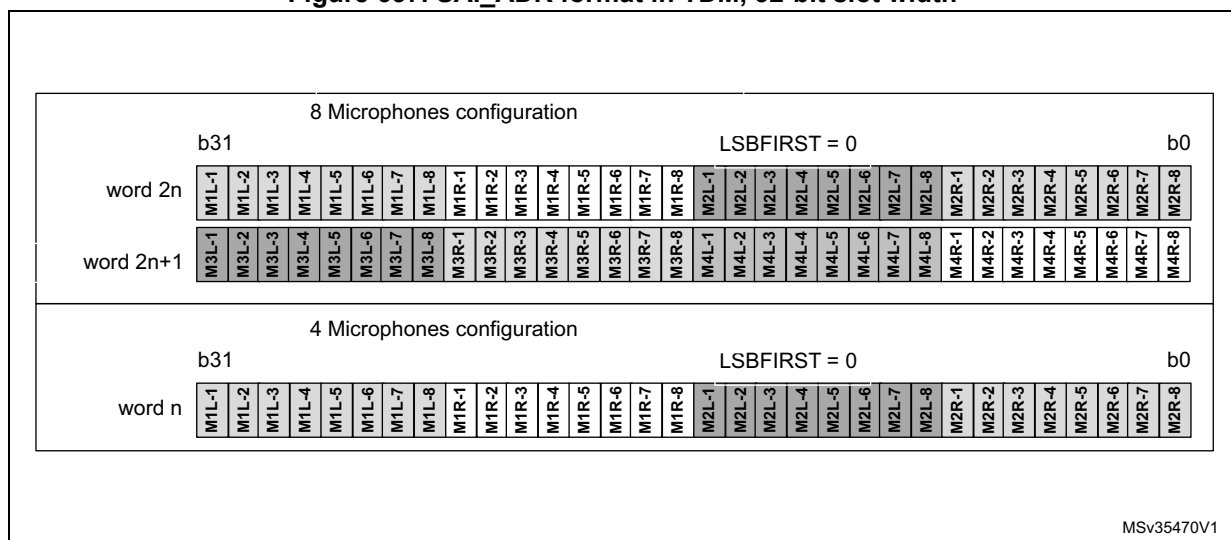 8 Microphones configuration
b31 LSBFIRST = 0 b0
word 2n M1L-1 M1L-2 M1L-3 M1L-4 M1L-5 M1L-6 M1L-7 M1L-8 M1R-1 M1R-2 M1R-3 M1R-4 M1R-5 M1R-6 M1R-7 M1R-8 M2L-1 M2L-2 M2L-3 M2L-4 M2L-5 M2L-6 M2L-7 M2L-8 M2R-1 M2R-2 M2R-3 M2R-4 M2R-5 M2R-6 M2R-7 M2R-8
word 2n+1 M3L-1 M3L-2 M3L-3 M3L-4 M3L-5 M3L-6 M3L-7 M3L-8 M3R-1 M3R-2 M3R-3 M3R-4 M3R-5 M3R-6 M3R-7 M3R-8 M4L-1 M4L-2 M4L-3 M4L-4 M4L-5 M4L-6 M4L-7 M4L-8 M4R-1 M4R-2 M4R-3 M4R-4 M4R-5 M4R-6 M4R-7 M4R-8
4 Microphones configuration
b31 LSBFIRST = 0 b0
word n M1L-1 M1L-2 M1L-3 M1L-4 M1L-5 M1L-6 M1L-7 M1L-8 M1R-1 M1R-2 M1R-3 M1R-4 M1R-5 M1R-6 M1R-7 M1R-8 M2L-1 M2L-2 M2L-3 M2L-4 M2L-5 M2L-6 M2L-7 M2L-8 M2R-1 M2R-2 M2R-3 M2R-4 M2R-5 M2R-6 M2R-7 M2R-8
MSv35470V1